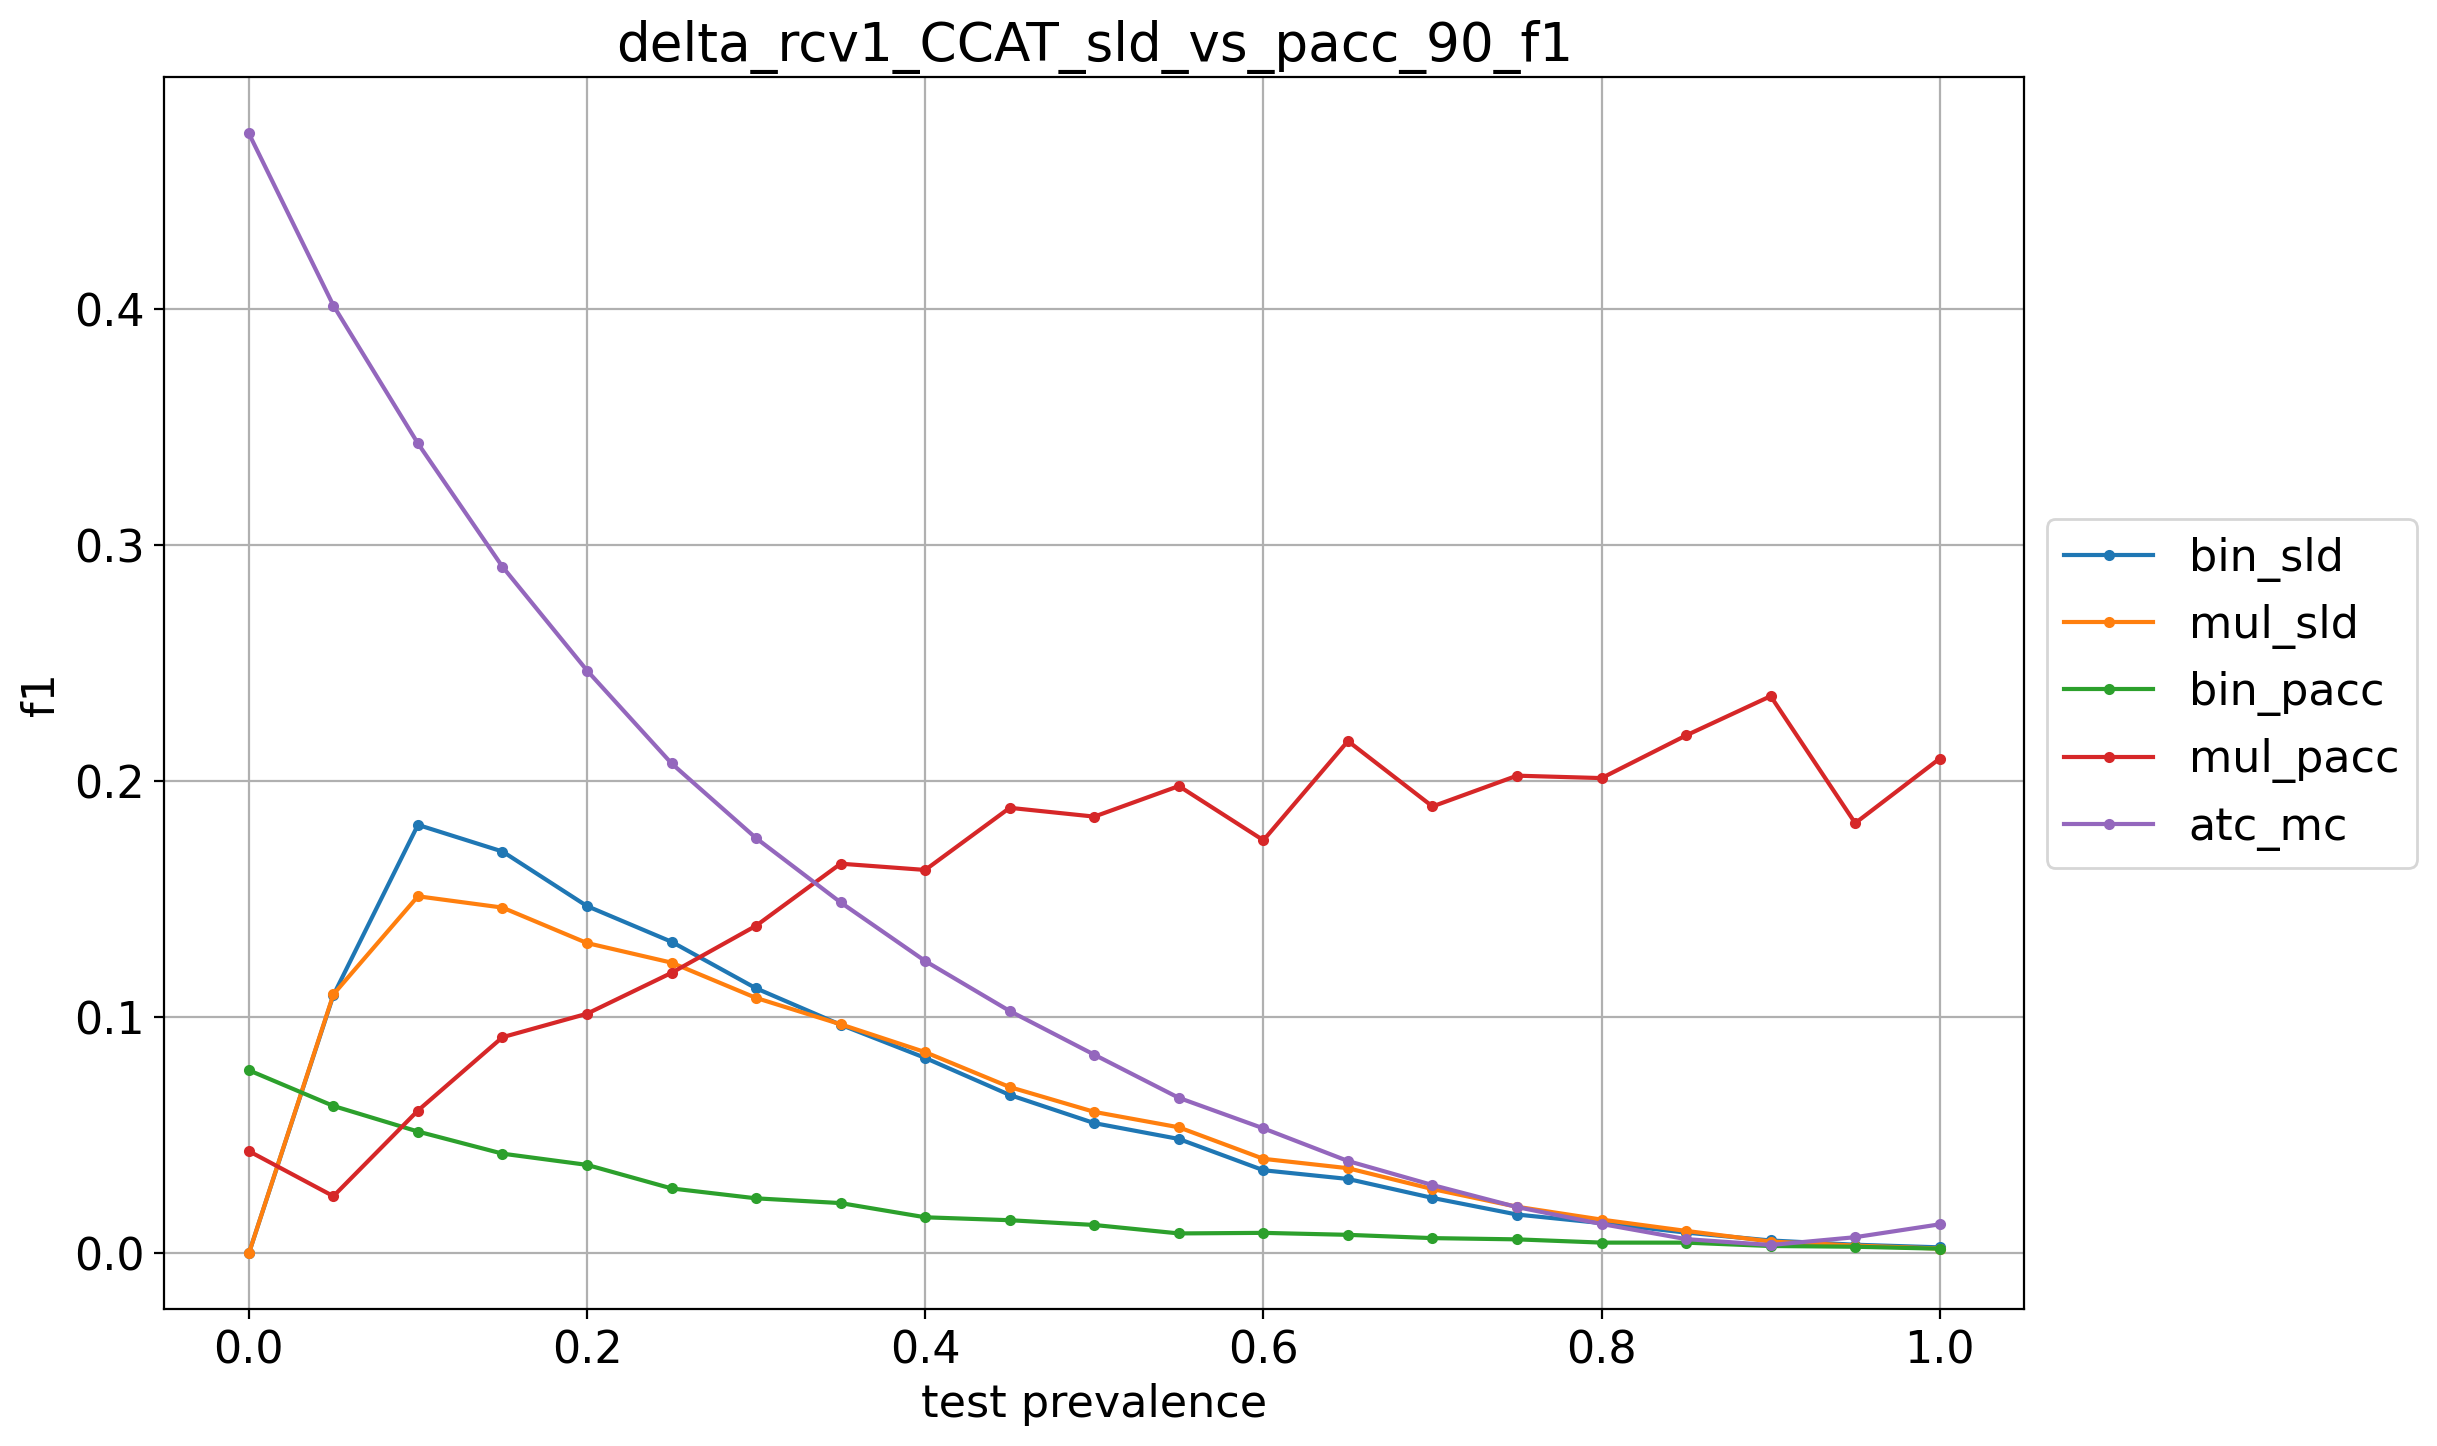 delta_rcv1_CCAT_sld_vs_pacc_90_f1
f1
0.4
0.3
0.2
0.1
0.0
0.0 0.2 0.4 0.6 0.8 1.0
test prevalence
bin_sld
mul_sld
bin_pacc
mul_pacc
atc_mc